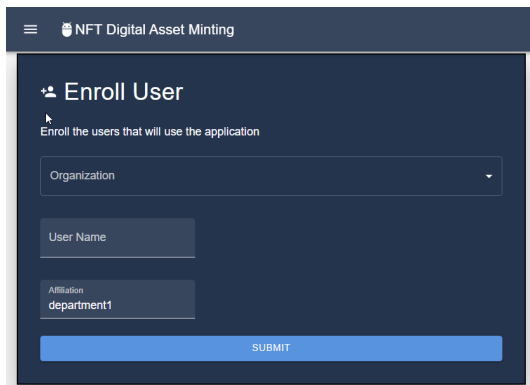 NFT Digital Asset Minting
Enroll User
Enroll the users that will use the application
Organization
User Name
Affiliation
department1
SUBMIT